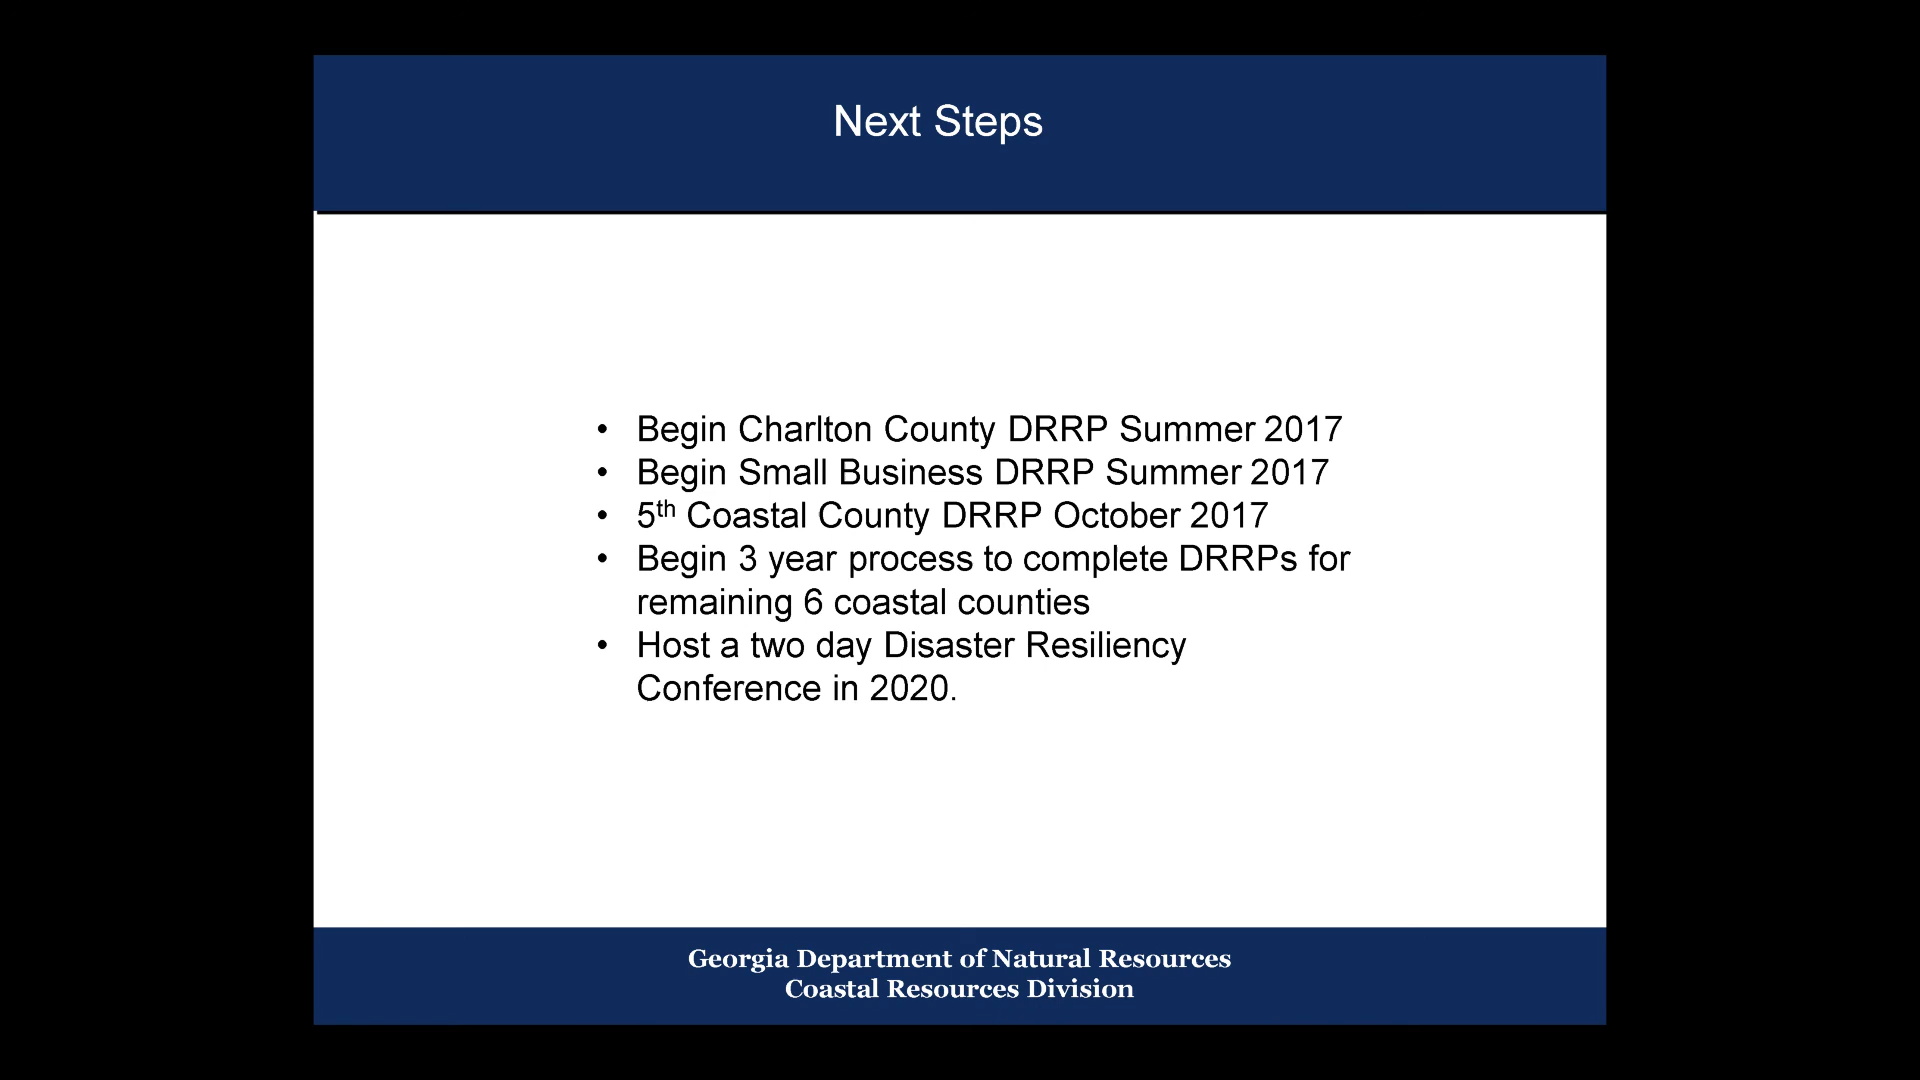 Next Steps
• Begin Charlton County DRRP Summer 2017
• Begin Small Business DRRP Summer 2017
• 5th Coastal County DRRP October 2017
• Begin 3 year process to complete DRRPs for
remaining 6 coastal counties
• Host a two day Disaster Resiliency
Conference in 2020.
Georgia Department of Natural Resources
Coastal Resources Division